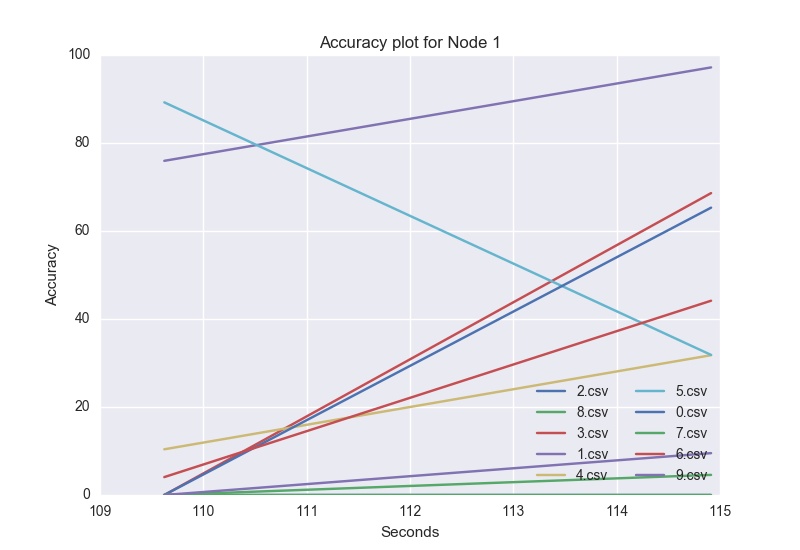 Accuracy plot for Node 1
100
80
60
40
20
0
Accuracy
2.csv
8.csv
3.csv
1.csv
4.csv
5.csv
0.csv
7.csv
6.csv
9.csv
109 110 111 112 113 114 115
Seconds